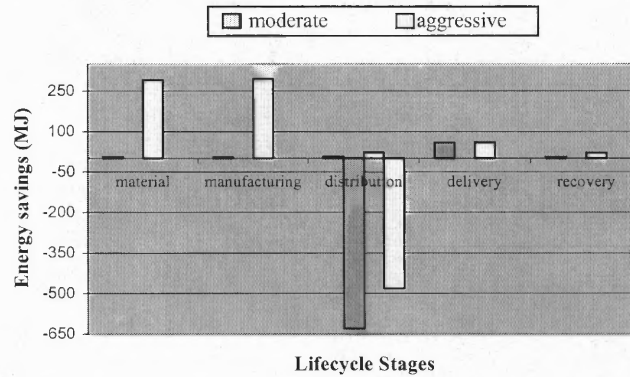 moderate aggressive
250
100
-50
-200
-350
-500
-650
Energy savings (MJ)
material manufacturing distribution delivery recovery
Lifecycle Stages